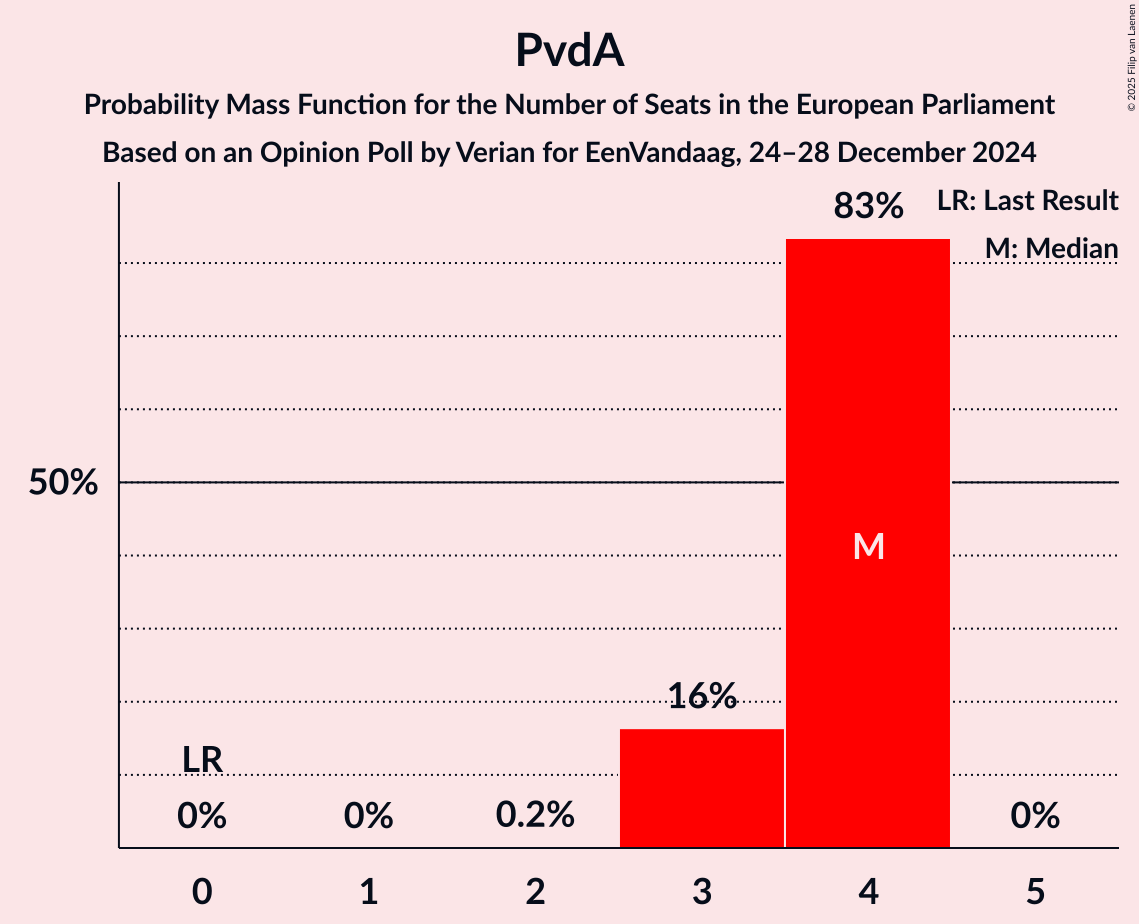 PvdA
Probability Mass Function for the Number of Seats in the European Parliament
Based on an Opinion Poll by Verian for EenVandaag, 24–28 December 2024
© 2025 Filip van Laenen
LR: Last Result
M: Median
83%
50%
M
16%
LR
0%
0%
0.2%
0%
0
1
2
3
4
5